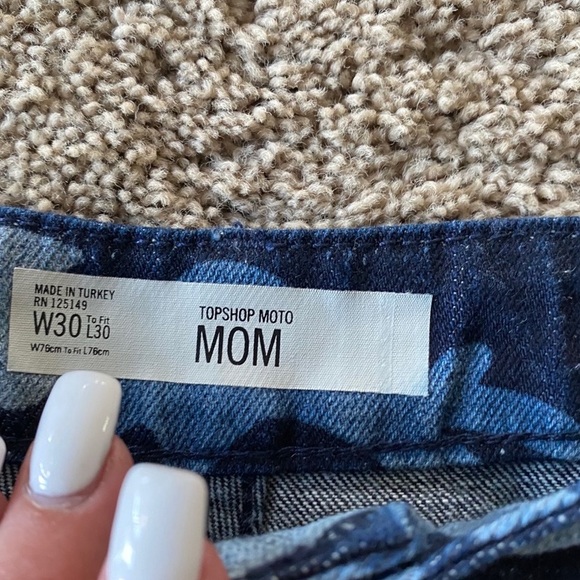 MADE IN TURKEY
RN 125149
W30 To Fit L30
W76cm To Fit L76cm
TOPSHOP MOTO
MOM